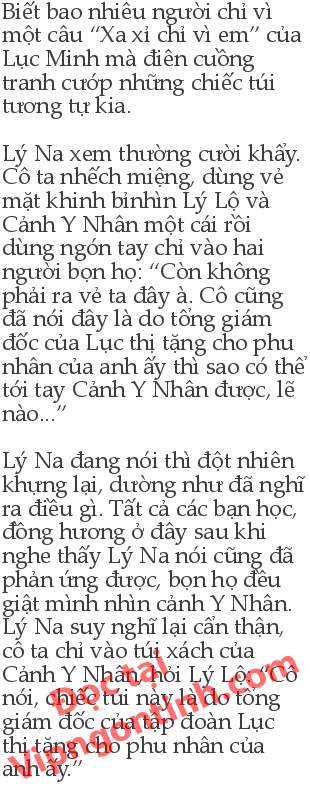 Biết bao nhiêu người chỉ vì
một câu “Xa xỉ chỉ vì em” của
Lục Minh mà điên cuồng
tranh cướp những chiếc túi
tương tự kia.
Lý Na xem thường cười khẩy.
Cô ta nhếch miệng, dùng vẻ
mặt khinh bỉnhìn Lý Lộ và
Cảnh Y Nhân một cái rồi
dùng ngón tay chỉ vào hai
người bọn họ: “Còn không
phải ra vẻ ta đây à. Cô cũng
đã nói đây là do tổng giám
đốc của Lục thị tặng cho phu
nhân của anh ấy thì sao có thể
tới tay Cảnh Y Nhân được, lẽ
nào...”
Lý Na đang nói thì đột nhiên
khựng lại, dường như đã nghĩ
ra điều gì. Tất cả các bạn học,
đồng hương ở đây sau khi
nghe thấy Lý Na nói cũng đã
phản ứng được, bọn họ đều
giật mình nhìn cảnh Y Nhân.
Lý Na suy nghĩ lại cẩn thận,
cô ta chỉ vào túi xách của
Cảnh Y Nhân, hỏi Lý Lộ: “Cô
nói, chiếc túi này là do tổng
giám đốc của tập đoàn Lục
thị tặng cho phu nhân của
anh ấy.”
Đọc tại
Vipngontinh.com